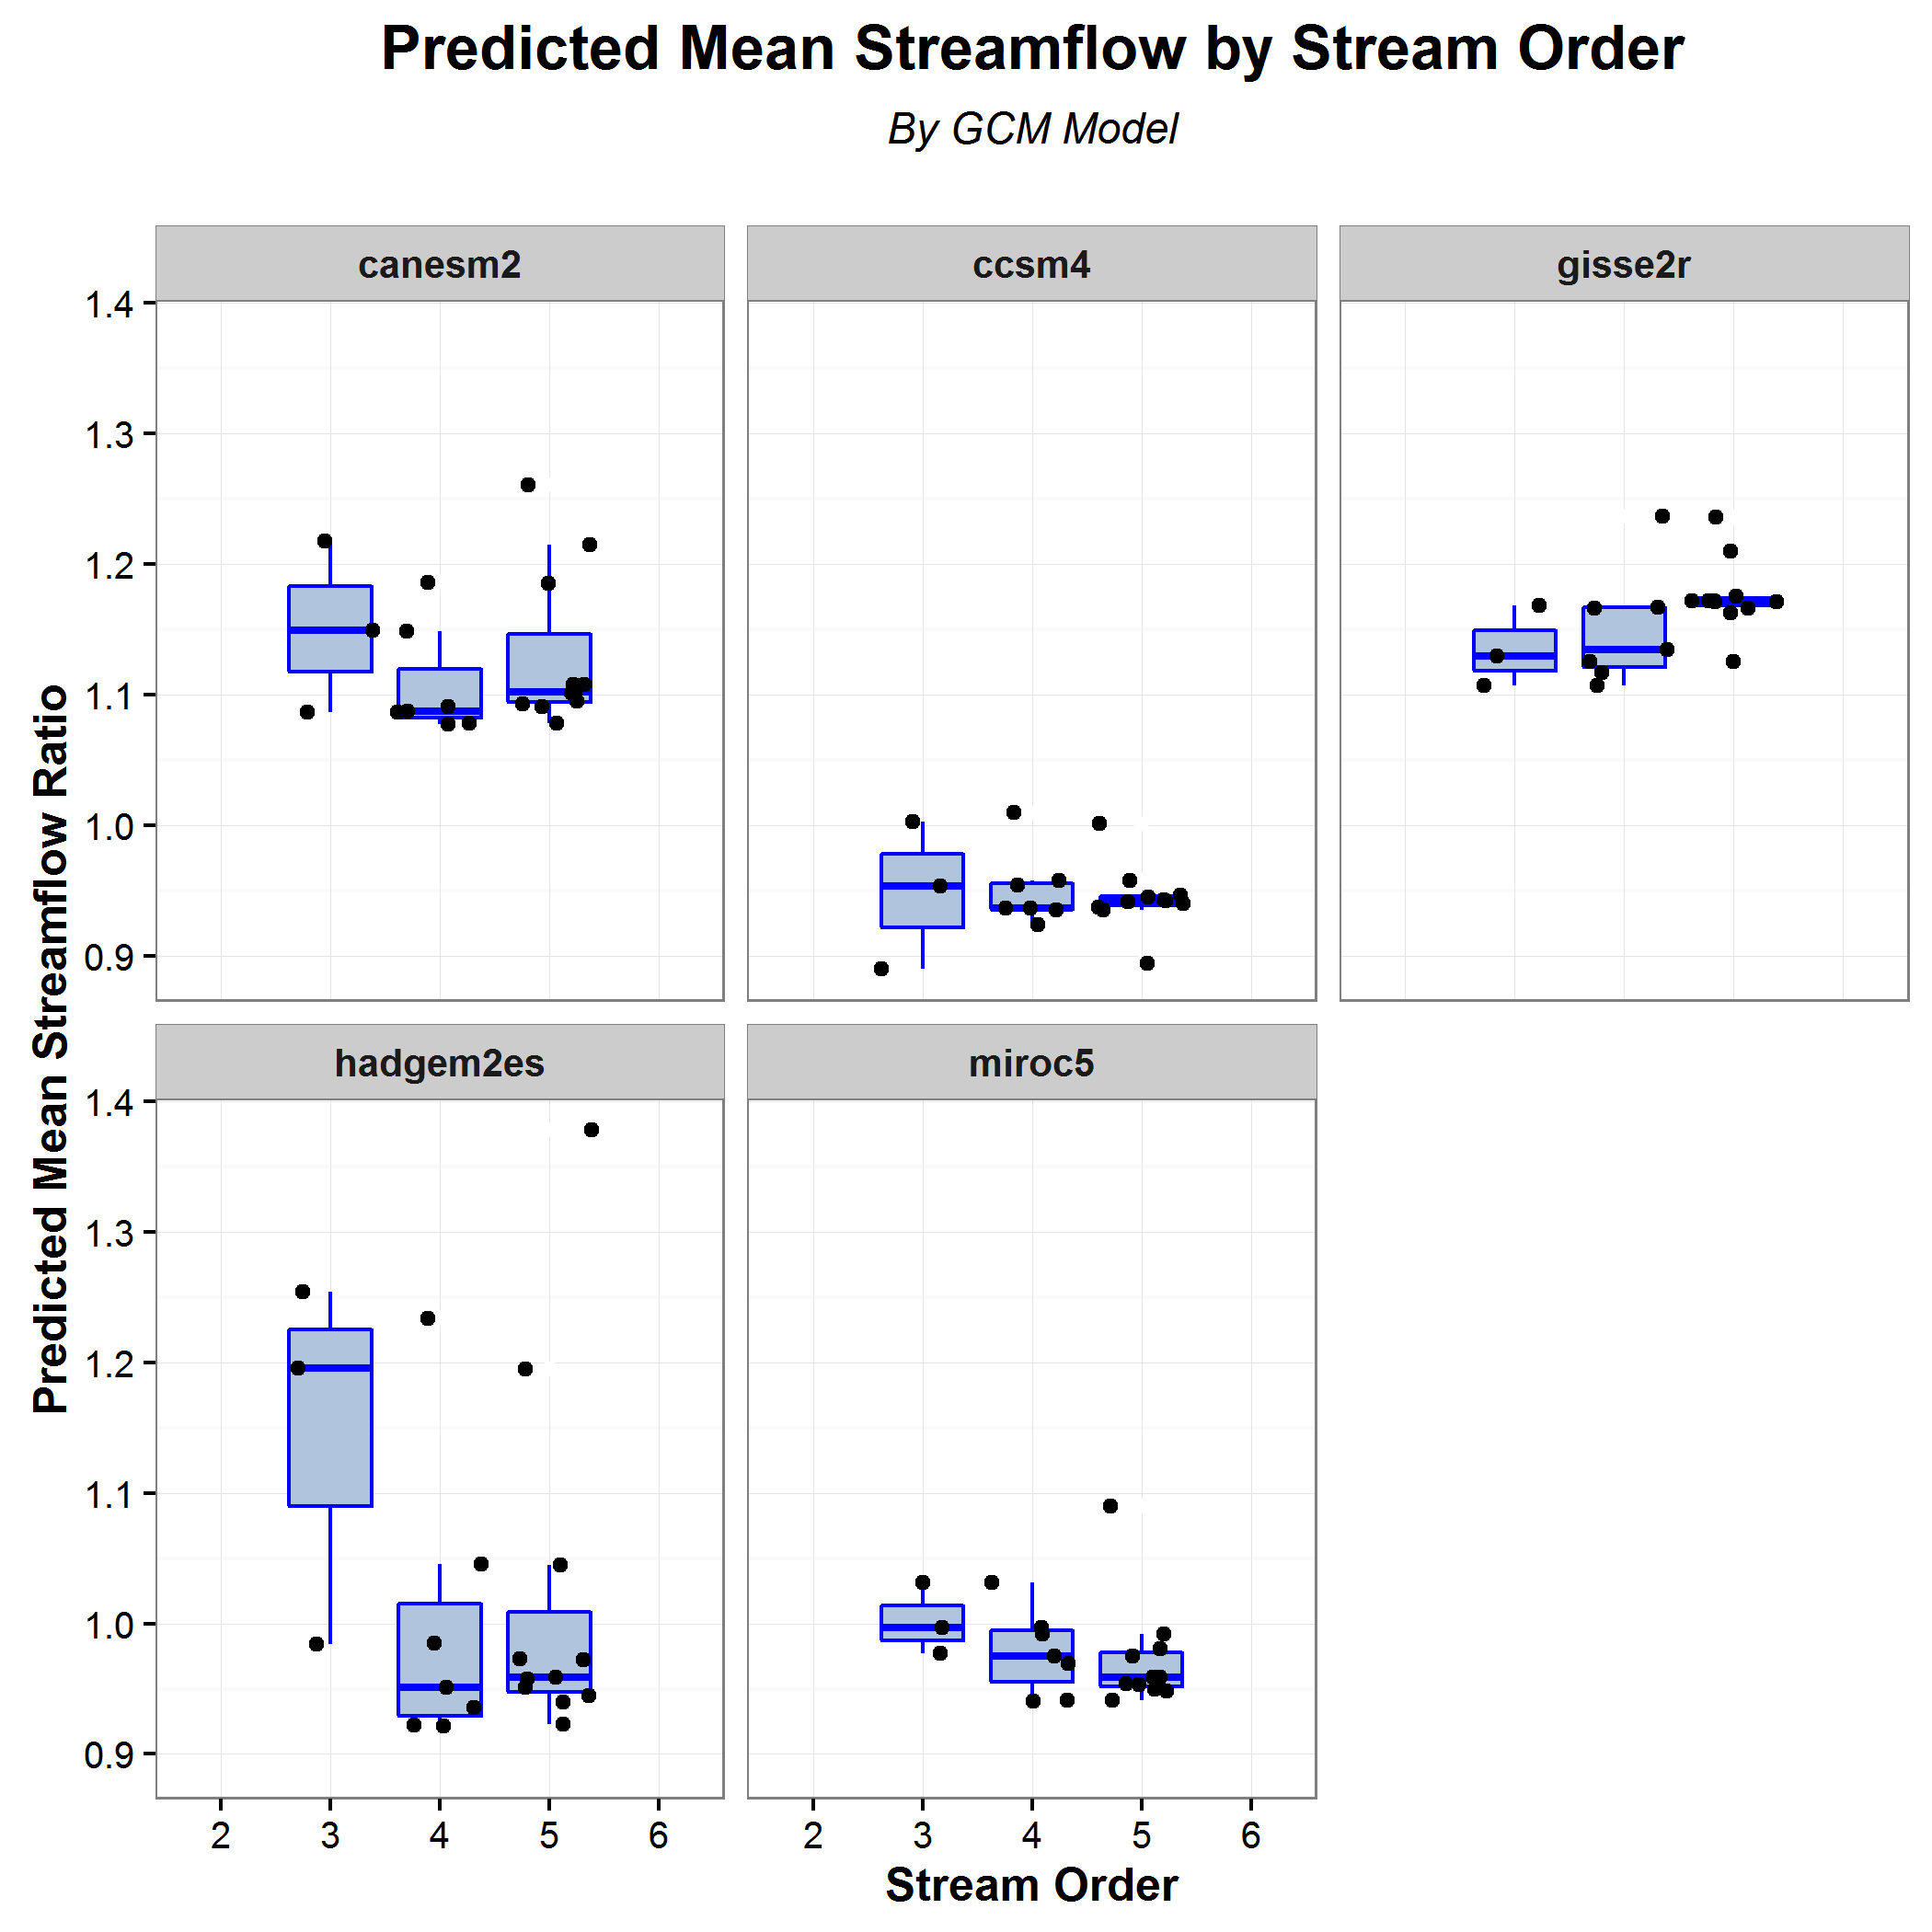 Predicted Mean Streamflow by Stream Order
By GCM Model
canesm2
ccsm4
gisse2r
1.4
1.3
1.2
1.1
1.0
0.9
Predicted Mean Streamflow Ratio
hadgem2es
miroc5
1.4
1.3
1.2
1.1
1.0
0.9
2 3 4 5 6
2 3 4 5 6
Stream Order